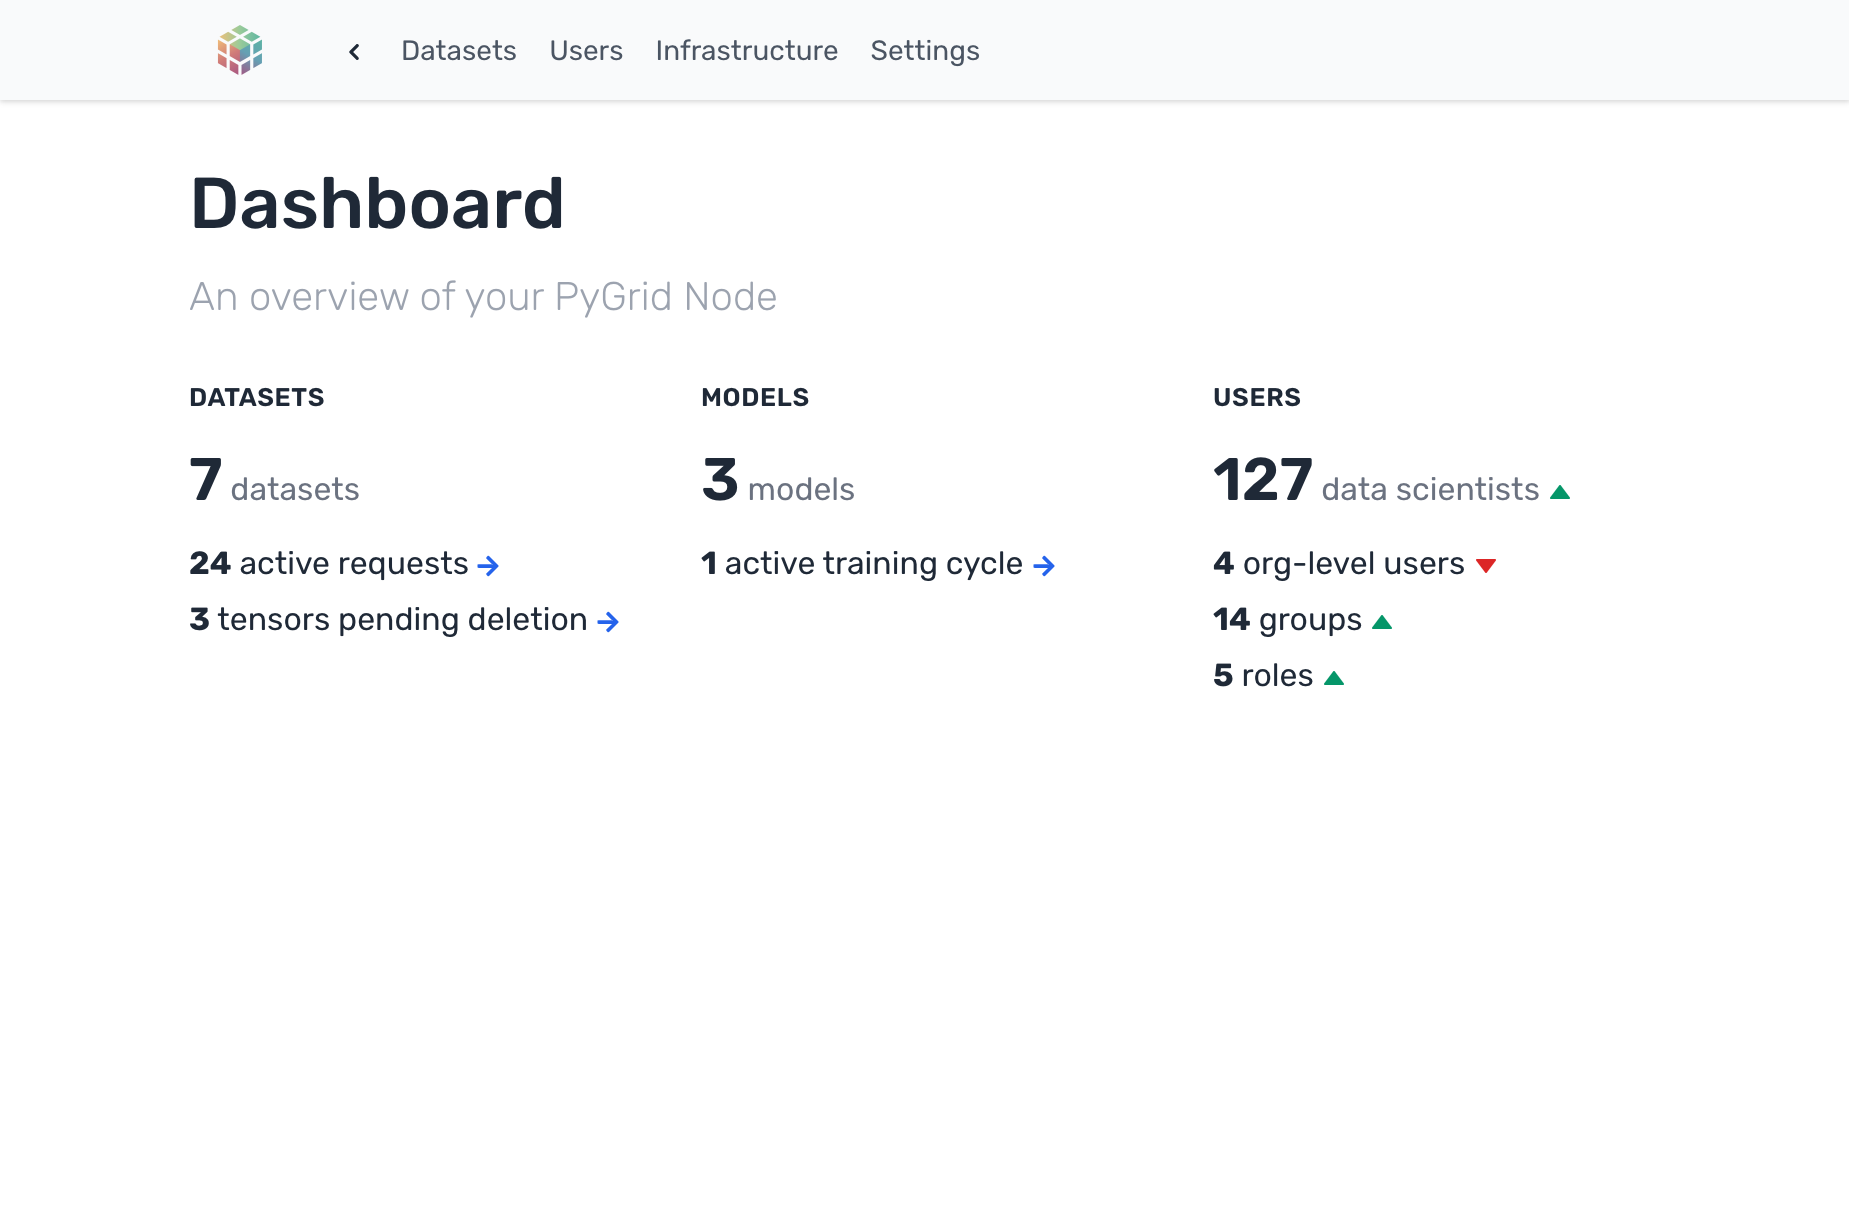 Datasets Users Infrastructure Settings
Dashboard
An overview of your PyGrid Node
DATASETS
7 datasets
24 active requests
3 tensors pending deletion
MODELS
3 models
1 active training cycle
USERS
127 data scientists
4 org-level users
14 groups
5 roles